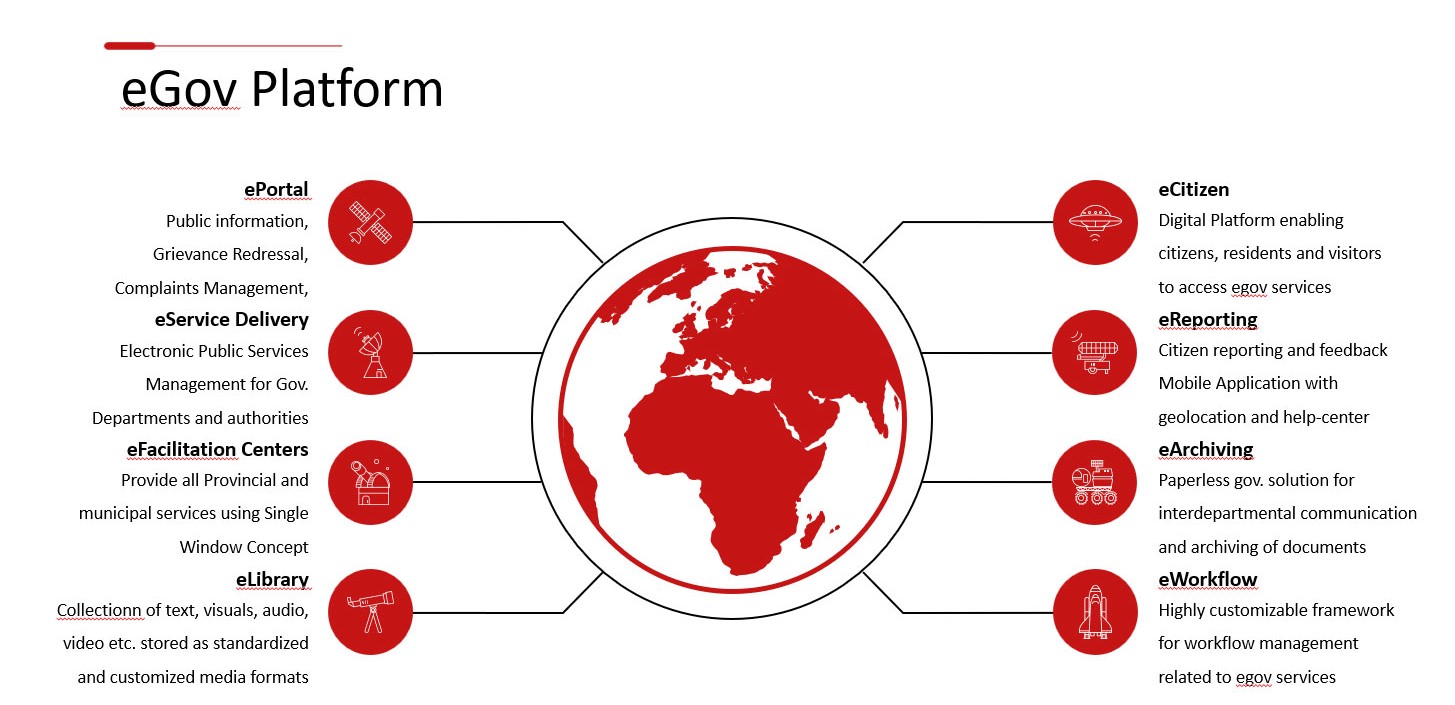 eGov Platform
ePortal
Public information,
Grievance Redressal,
Complaints Management,
eService Delivery
Electronic Public Services
Management for Gov.
Departments and authorities
eFacilitation Centers
Provide all Provincial and
municipal services using Single
Window Concept
eLibrary
Collectionn of text, visuals, audio,
video etc. stored as standardized
and customized media formats
eCitizen
Digital Platform enabling
citizens, residents and visitors
to access egov services
eReporting
Citizen reporting and feedback
Mobile Application with
geolocation and help-center
eArchiving
Paperless gov. solution for
interdepartmental communication
and archiving of documents
eWorkflow
Highly customizable framework
for workflow management
related to egov services